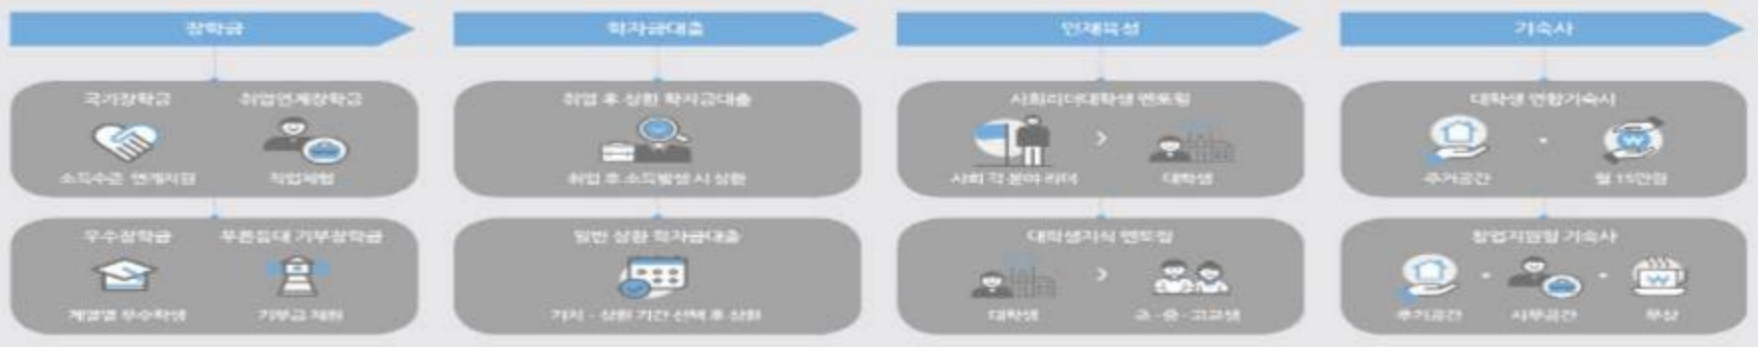 장학금
국가장학금 취업연계장학금
소득수준 연계지원 직업체험
우수장학금 푸른등대 기부장학금
계열별 우수학생 기부금 재원
학자금대출
취업 후 상환 학자금대출
취업 후 소득발생 시 상환
일반 상환 학자금대출
거치 · 상환 기간 선택 후 상환
인재육성
사회리더대학생 멘토링
사회 각 분야 리더 대학생
대학생지식 멘토링
대학생 초 · 중 · 고교생
기숙사
대학생 연합기숙사
주거공간 월 15만원
창업지원형 기숙사
주거공간 사무공간